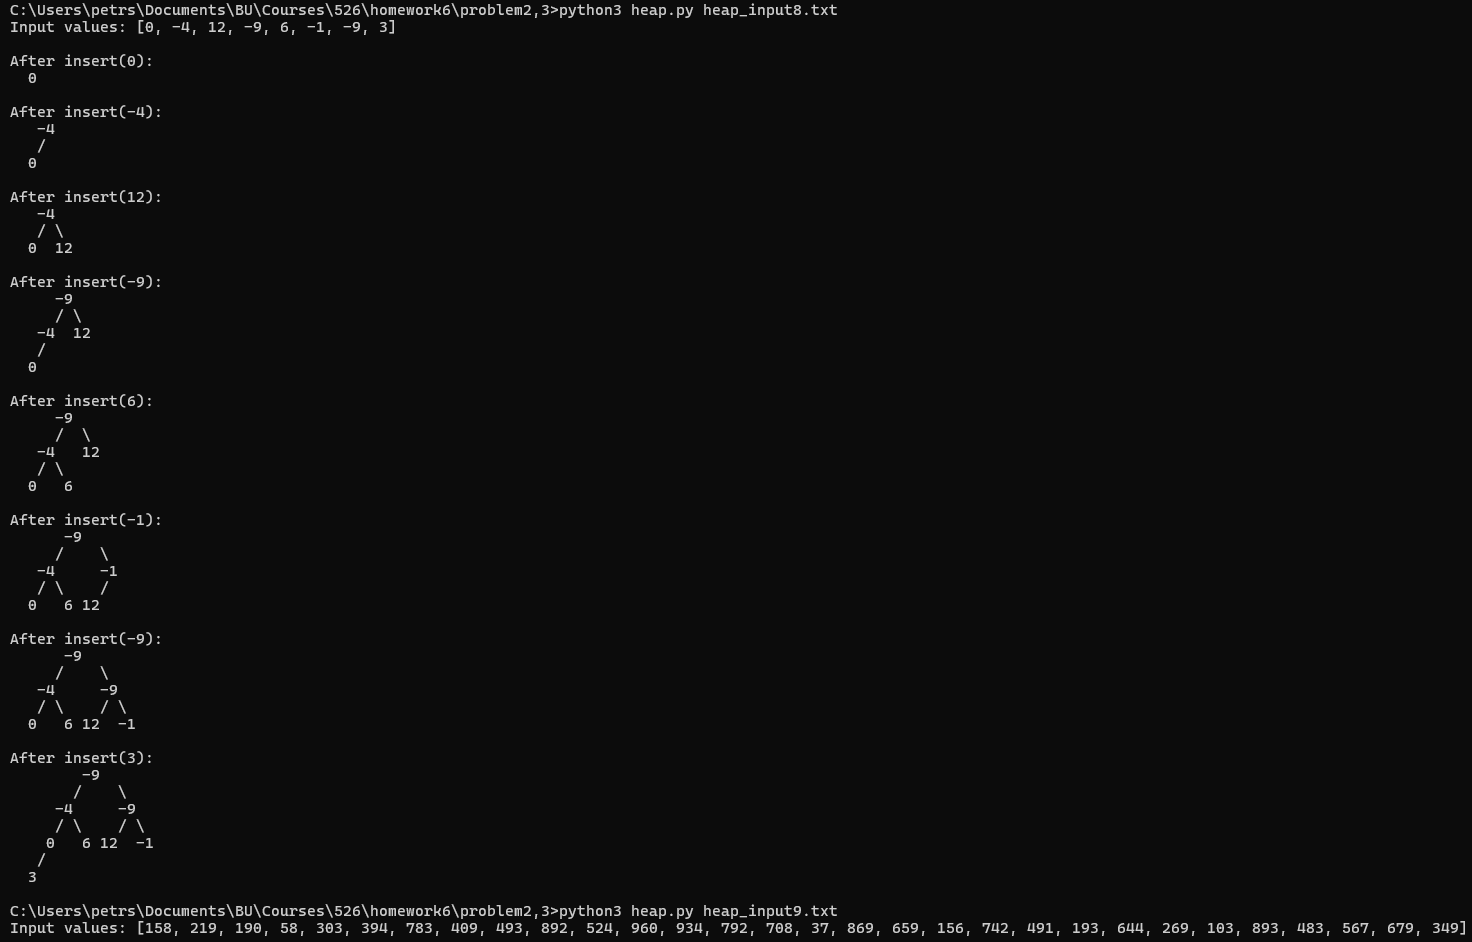 C:\Users\petrs\Documents\BU\Courses\526\homework6\problem2,3>python3 heap.py heap_input8.txt
Input values: [0, -4, 12, -9, 6, -1, -9, 3]

After insert(0):
  0

After insert(-4):
   -4
   /
  0

After insert(12):
   -4
   / \
  0  12

After insert(-9):
     -9
     / \
   -4  12
   /
  0

After insert(6):
     -9
     /  \
   -4   12
   / \
  0   6

After insert(-1):
      -9
     /    \
   -4     -1
   / \    /
  0   6 12

After insert(-9):
      -9
     /    \
   -4     -9
   / \    / \
  0   6 12  -1

After insert(3):
        -9
       /    \
     -4     -9
     / \    / \
    0   6 12  -1
   /
  3

C:\Users\petrs\Documents\BU\Courses\526\homework6\problem2,3>python3 heap.py heap_input9.txt
Input values: [158, 219, 190, 58, 303, 394, 783, 409, 493, 892, 524, 960, 934, 792, 708, 37, 869, 659, 156, 742, 491, 193, 644, 269, 103, 893, 483, 567, 679, 349]